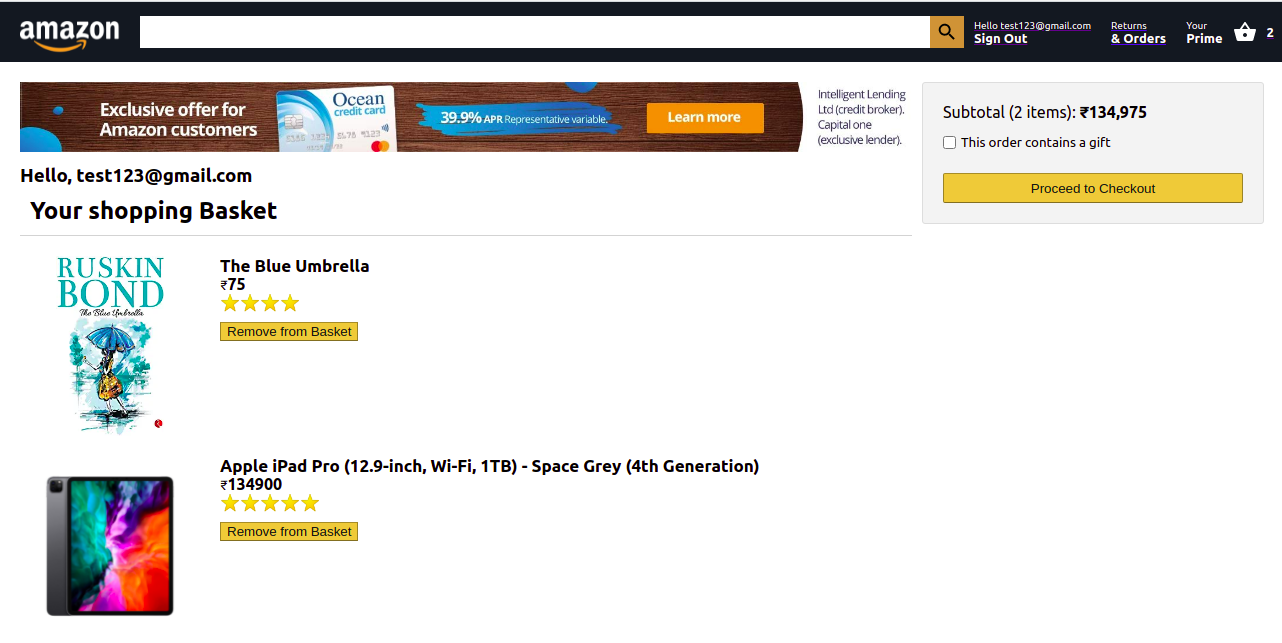 amazon
Hello test123@gmail.com
Sign Out
Returns
& Orders
Your
Prime
2
Exclusive offer for
Amazon customers
Ocean
credit card
39.9% APR Representative variable.
Learn more
Intelligent Lending
Ltd (credit broker).
Capital one
(exclusive lender).
Subtotal (2 items): ₹134,975
This order contains a gift
Proceed to Checkout
Hello, test123@gmail.com
Your shopping Basket
RUSKIN
BOND
The Blue Umbrella
The Blue Umbrella
₹75
Remove from Basket
Apple iPad Pro (12.9-inch, Wi-Fi, 1TB) - Space Grey (4th Generation)
₹134900
Remove from Basket